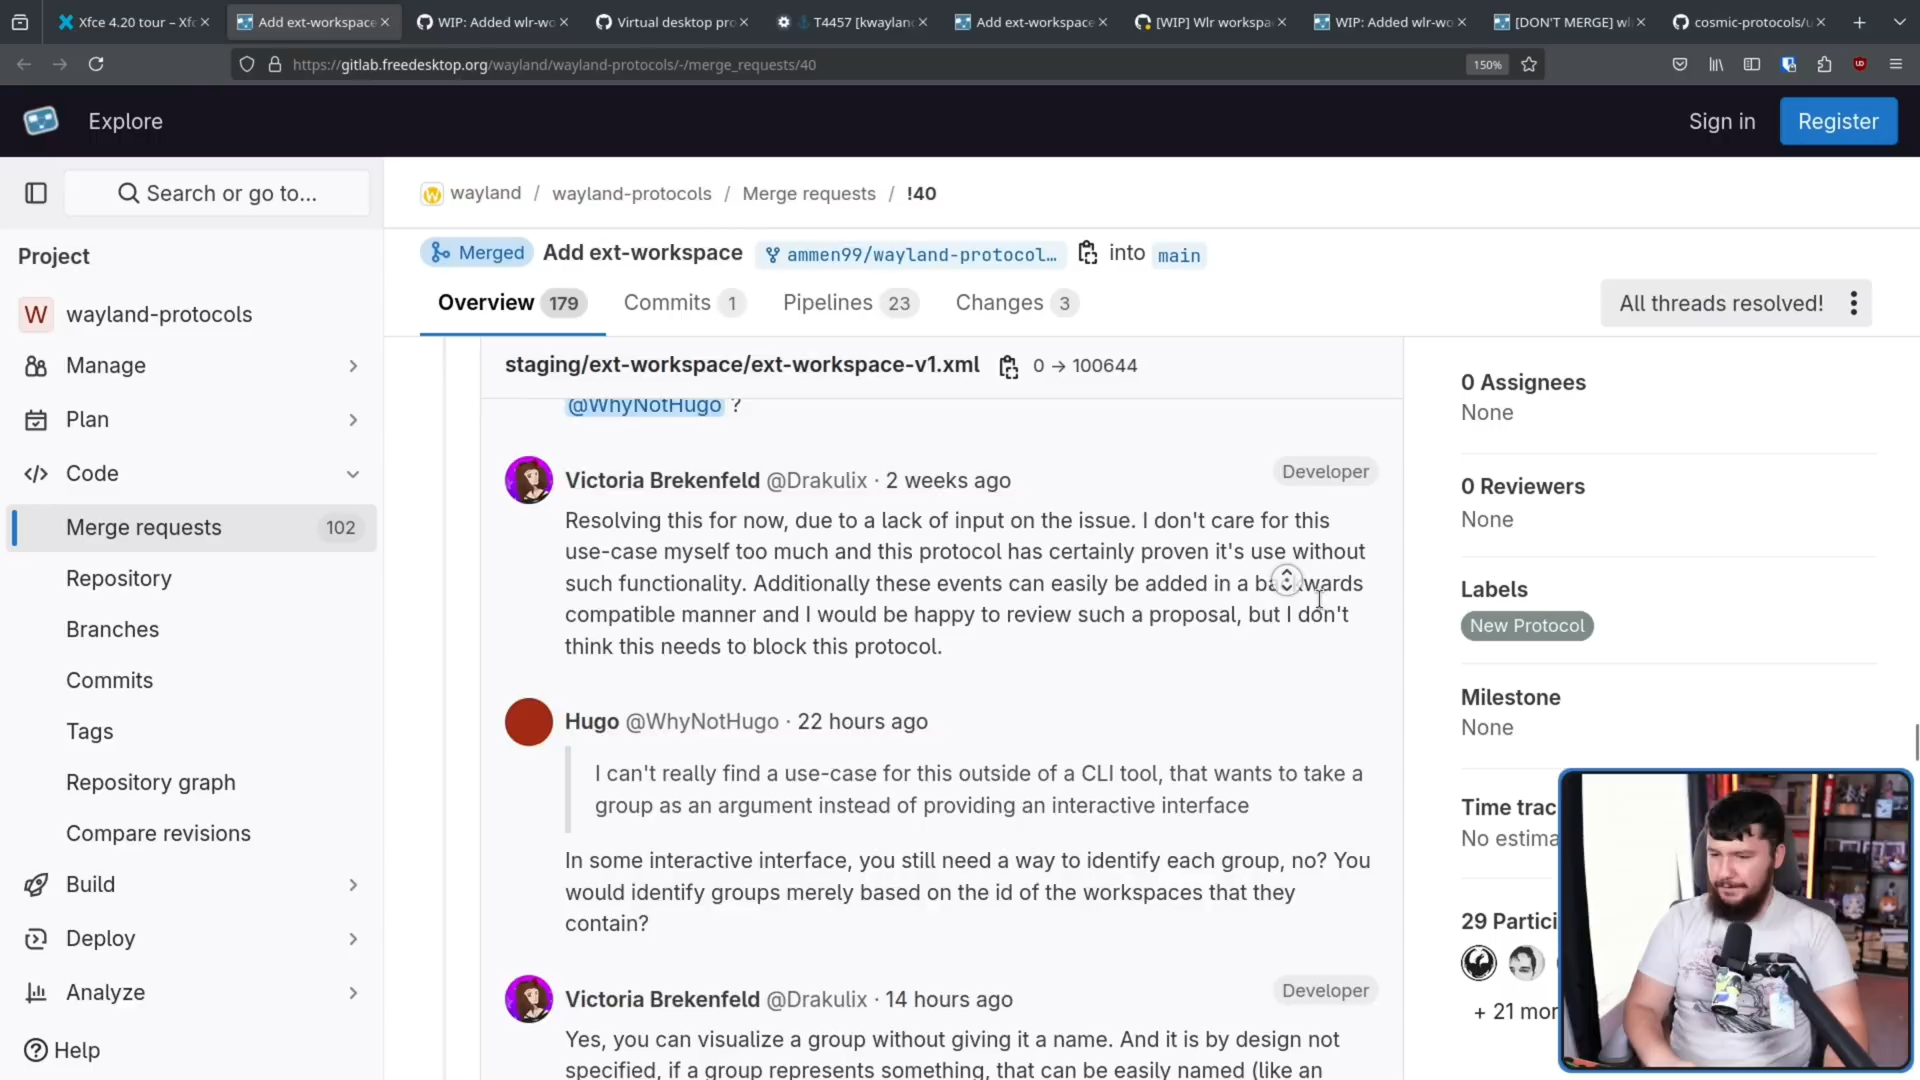 Xfce 4.20 tour – Xfc
Add ext-workspace
WIP: Added wlr-wo
Virtual desktop pro
T4457 [kwaylan
Add ext-workspace
[WIP] Wlr workspa
WIP: Added wlr-wo
[DON'T MERGE] wl
cosmic-protocols/u
https://gitlab.freedesktop.org/wayland/wayland-protocols/-/merge_requests/40
150%
Explore
Sign in
Register
Search or go to...
wayland / wayland-protocols / Merge requests / !40
Project
Merged Add ext-workspace ammen99/wayland-protocol… into main
W wayland-protocols
Overview 179 Commits 1 Pipelines 23 Changes 3
All threads resolved!
Manage
Plan
Code
Merge requests 102
Repository
Branches
Commits
Tags
Repository graph
Compare revisions
Build
Deploy
Analyze
Help
staging/ext-workspace/ext-workspace-v1.xml 0 → 100644
@WhyNotHugo ?
Victoria Brekenfeld @Drakulix · 2 weeks ago Developer
Resolving this for now, due to a lack of input on the issue. I don't care for this
use-case myself too much and this protocol has certainly proven it's use without
such functionality. Additionally these events can easily be added in a backwards
compatible manner and I would be happy to review such a proposal, but I don't
think this needs to block this protocol.
Hugo @WhyNotHugo · 22 hours ago
I can't really find a use-case for this outside of a CLI tool, that wants to take a
group as an argument instead of providing an interactive interface
In some interactive interface, you still need a way to identify each group, no? You
would identify groups merely based on the id of the workspaces that they
contain?
Victoria Brekenfeld @Drakulix · 14 hours ago Developer
Yes, you can visualize a group without giving it a name. And it is by design not
specified, if a group represents something, that can be easily named (like an
0 Assignees
None
0 Reviewers
None
Labels
New Protocol
Milestone
None
Time trac
No estima
29 Partici
+ 21 mor